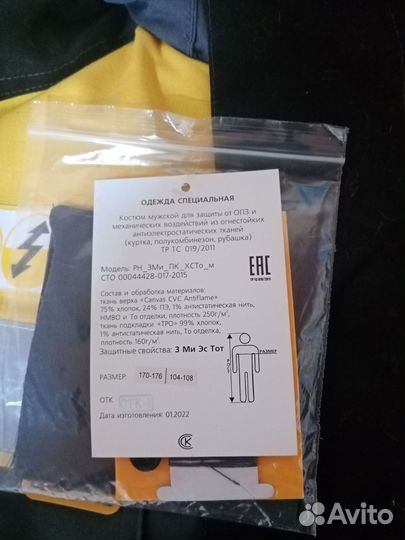 ОДЕЖДА СПЕЦИАЛЬНАЯ
Костюм мужской для защиты от ОПЗ и
механических воздействий из огнестойких
антиэлектростатических тканей
(куртка, полукомбинезон, рубашка)
ТР ТС 019/2011
Модель: РН_ЗМи_ПК_ХСТо_м
СТО 00044428-017-2015
EAC
Состав и обработка материалов:
ткань верха «Canvas CVC Antiflame»
75% хлопок, 24% ПЭ, 1% антистатическая нить,
НМВО и То отделки, плотность 250г/м²,
ткань подкладки «ТРО» 99% хлопок,
1% антистатическая нить, То отделка,
плотность 160г/м²
Защитные свойства: З Ми Эс Тот
РАЗМЕР
РОСТ
РАЗМЕР: 170-176 104-108
ОТК
Дата изготовления: 01.2022
Avito